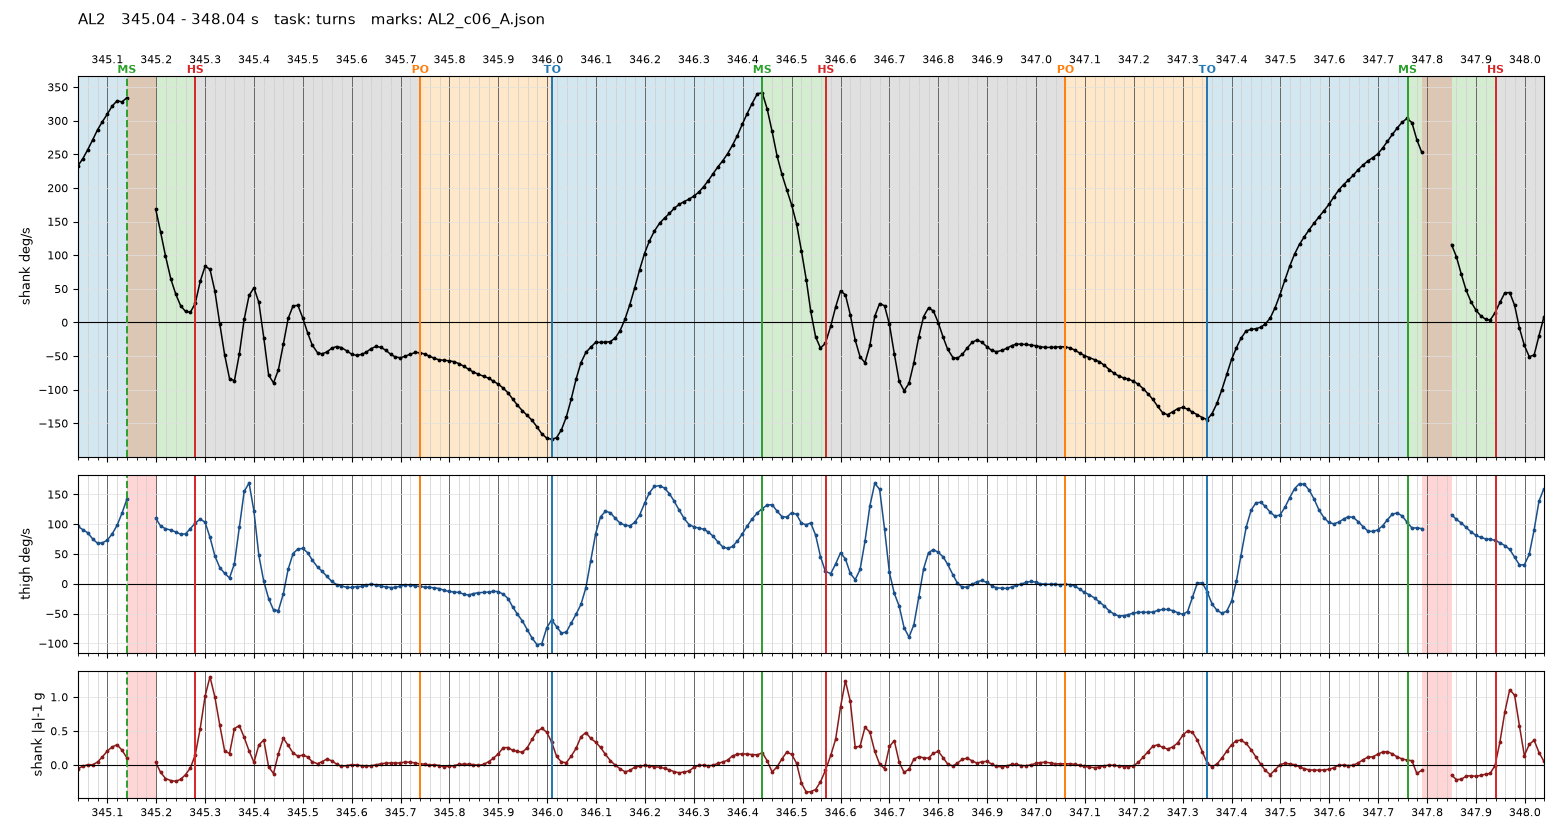 AL2   345.04 - 348.04 s   task: turns   marks: AL2_c06_A.json
345.1 345.2 345.3 345.4 345.5 345.6 345.7 345.8 345.9 346.0 346.1 346.2 346.3 346.4 346.5 346.6 346.7 346.8 346.9 347.0 347.1 347.2 347.3 347.4 347.5 347.6 347.7 347.8 347.9 348.0
MS HS PO TO MS HS PO TO MS HS
350
300
250
200
150
100
50
0
−50
−100
−150
shank deg/s
150
100
50
0
−50
−100
thigh deg/s
1.0
0.5
0.0
shank |a|-1 g
345.1 345.2 345.3 345.4 345.5 345.6 345.7 345.8 345.9 346.0 346.1 346.2 346.3 346.4 346.5 346.6 346.7 346.8 346.9 347.0 347.1 347.2 347.3 347.4 347.5 347.6 347.7 347.8 347.9 348.0